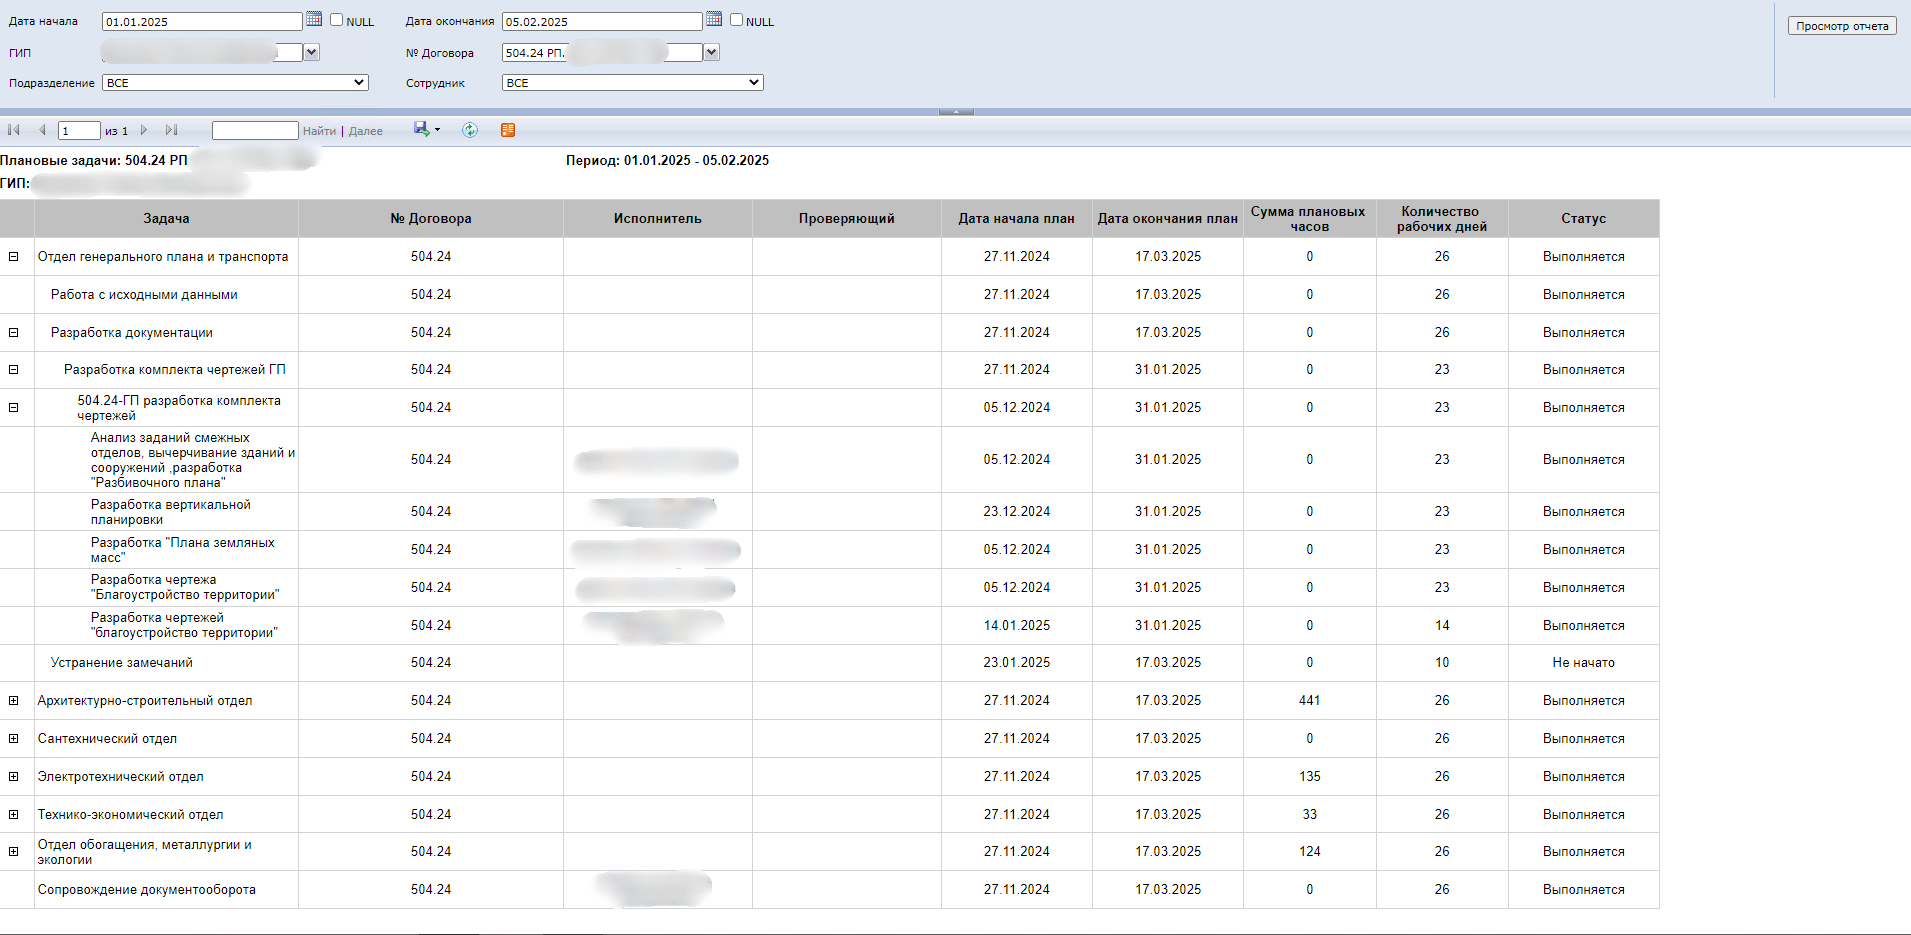 Дата начала 01.01.2025 NULL Дата окончания 05.02.2025 NULL Просмотр отчета
ГИП № Договора 504.24 РП.
Подразделение ВСЕ Сотрудник ВСЕ
1 из 1 Найти | Далее
Плановые задачи: 504.24 РП Период: 01.01.2025 - 05.02.2025
ГИП:
Задача № Договора Исполнитель Проверяющий Дата начала план Дата окончания план Сумма плановых часов Количество рабочих дней Статус
Отдел генерального плана и транспорта 504.24 27.11.2024 17.03.2025 0 26 Выполняется
Работа с исходными данными 504.24 27.11.2024 17.03.2025 0 26 Выполняется
Разработка документации 504.24 27.11.2024 17.03.2025 0 26 Выполняется
Разработка комплекта чертежей ГП 504.24 27.11.2024 31.01.2025 0 23 Выполняется
504.24-ГП разработка комплекта
чертежей 504.24 05.12.2024 31.01.2025 0 23 Выполняется
Анализ заданий смежных
отделов, вычерчивание зданий и
сооружений ,разработка
"Разбивочного плана" 504.24 05.12.2024 31.01.2025 0 23 Выполняется
Разработка вертикальной
планировки 504.24 23.12.2024 31.01.2025 0 23 Выполняется
Разработка "Плана земляных
масс" 504.24 05.12.2024 31.01.2025 0 23 Выполняется
Разработка чертежа
"Благоустройство территории" 504.24 05.12.2024 31.01.2025 0 23 Выполняется
Разработка чертежей
"благоустройство территории" 504.24 14.01.2025 31.01.2025 0 14 Выполняется
Устранение замечаний 504.24 23.01.2025 17.03.2025 0 10 Не начато
Архитектурно-строительный отдел 504.24 27.11.2024 17.03.2025 441 26 Выполняется
Сантехнический отдел 504.24 27.11.2024 17.03.2025 0 26 Выполняется
Электротехнический отдел 504.24 27.11.2024 17.03.2025 135 26 Выполняется
Технико-экономический отдел 504.24 27.11.2024 17.03.2025 33 26 Выполняется
Отдел обогащения, металлургии и
экологии 504.24 27.11.2024 17.03.2025 124 26 Выполняется
Сопровождение документооборота 504.24 27.11.2024 17.03.2025 0 26 Выполняется